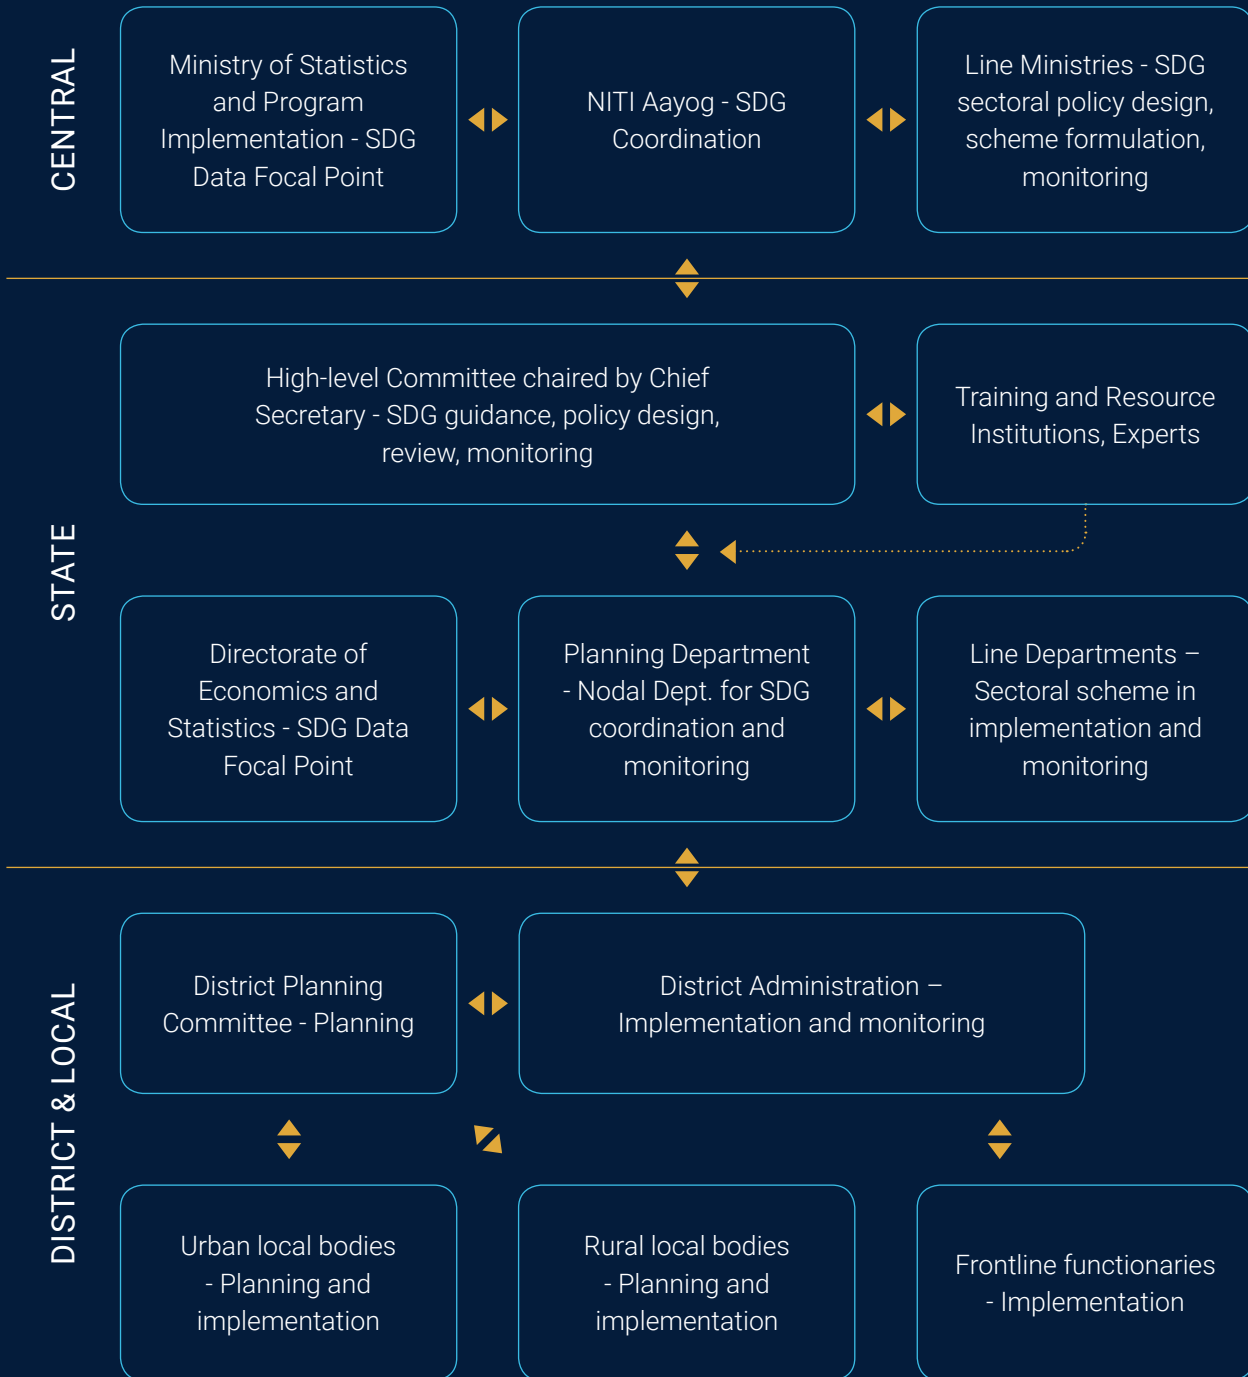 CENTRAL
Ministry of Statistics
and Program
Implementation - SDG
Data Focal Point
NITI Aayog - SDG
Coordination
Line Ministries - SDG
sectoral policy design,
scheme formulation,
monitoring
STATE
High-level Committee chaired by Chief
Secretary - SDG guidance, policy design,
review, monitoring
Training and Resource
Institutions, Experts
Directorate of
Economics and
Statistics - SDG Data
Focal Point
Planning Department
- Nodal Dept. for SDG
coordination and
monitoring
Line Departments –
Sectoral scheme in
implementation and
monitoring
DISTRICT & LOCAL
District Planning
Committee - Planning
District Administration –
Implementation and monitoring
Urban local bodies
- Planning and
implementation
Rural local bodies
- Planning and
implementation
Frontline functionaries
- Implementation